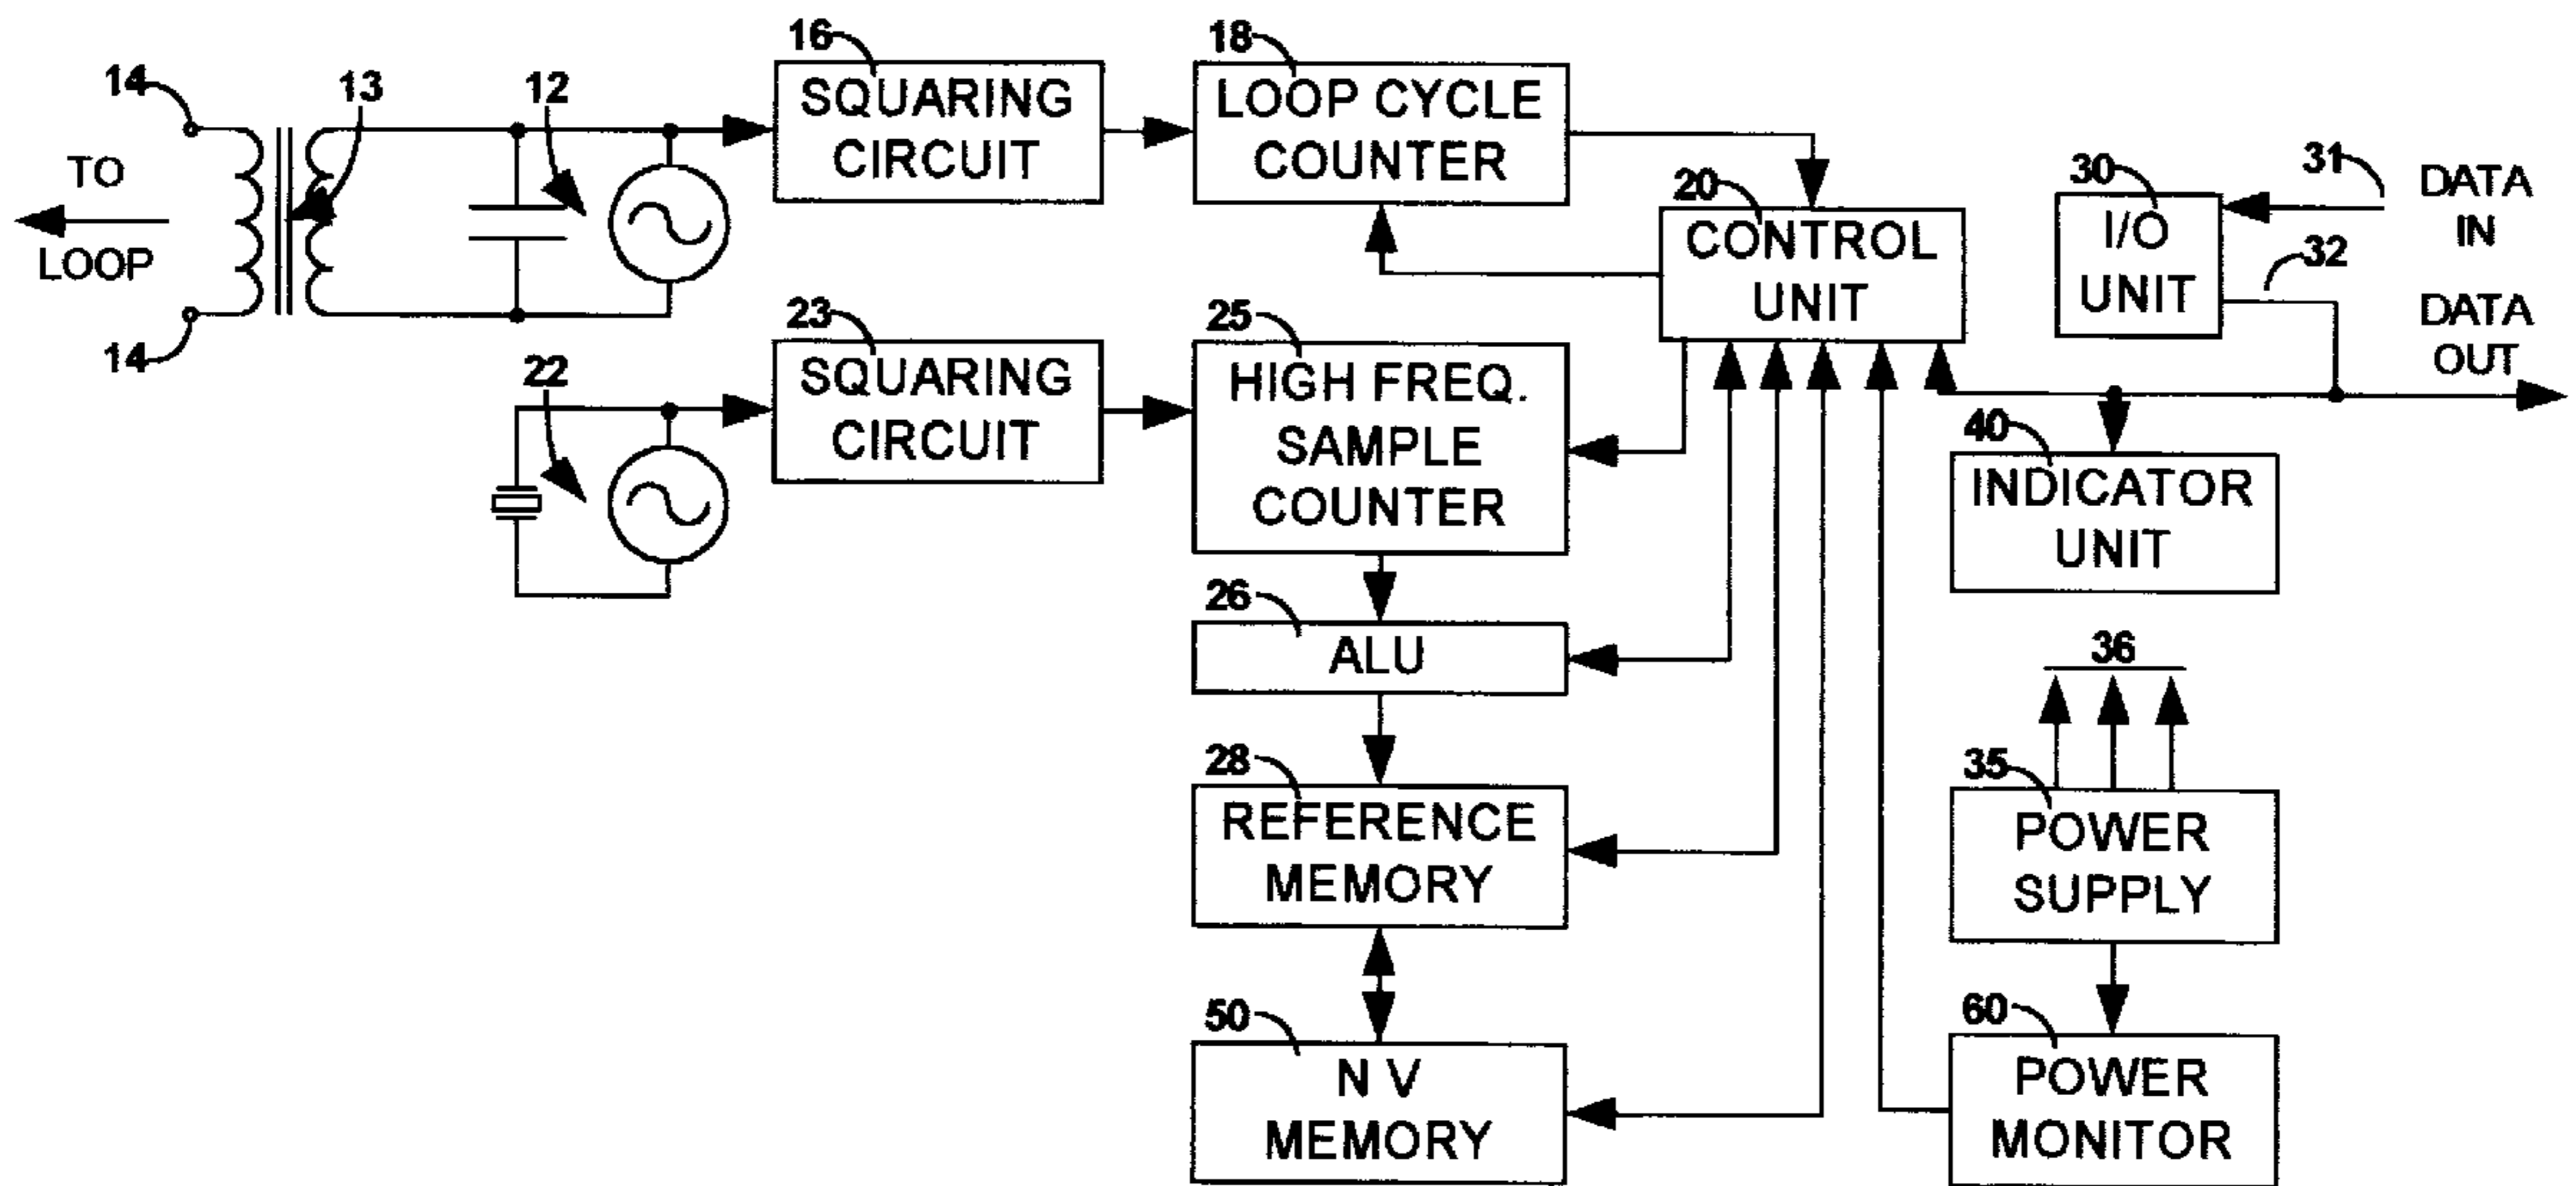 14
TO
LOOP
14
13
12
16
SQUARING
CIRCUIT
18
LOOP CYCLE
COUNTER
20
CONTROL
UNIT
30
I/O
UNIT
31
DATA
IN
32
DATA
OUT
22
23
SQUARING
CIRCUIT
25
HIGH FREQ.
SAMPLE
COUNTER
40
INDICATOR
UNIT
26
ALU
36
28
REFERENCE
MEMORY
35
POWER
SUPPLY
50
N V
MEMORY
60
POWER
MONITOR